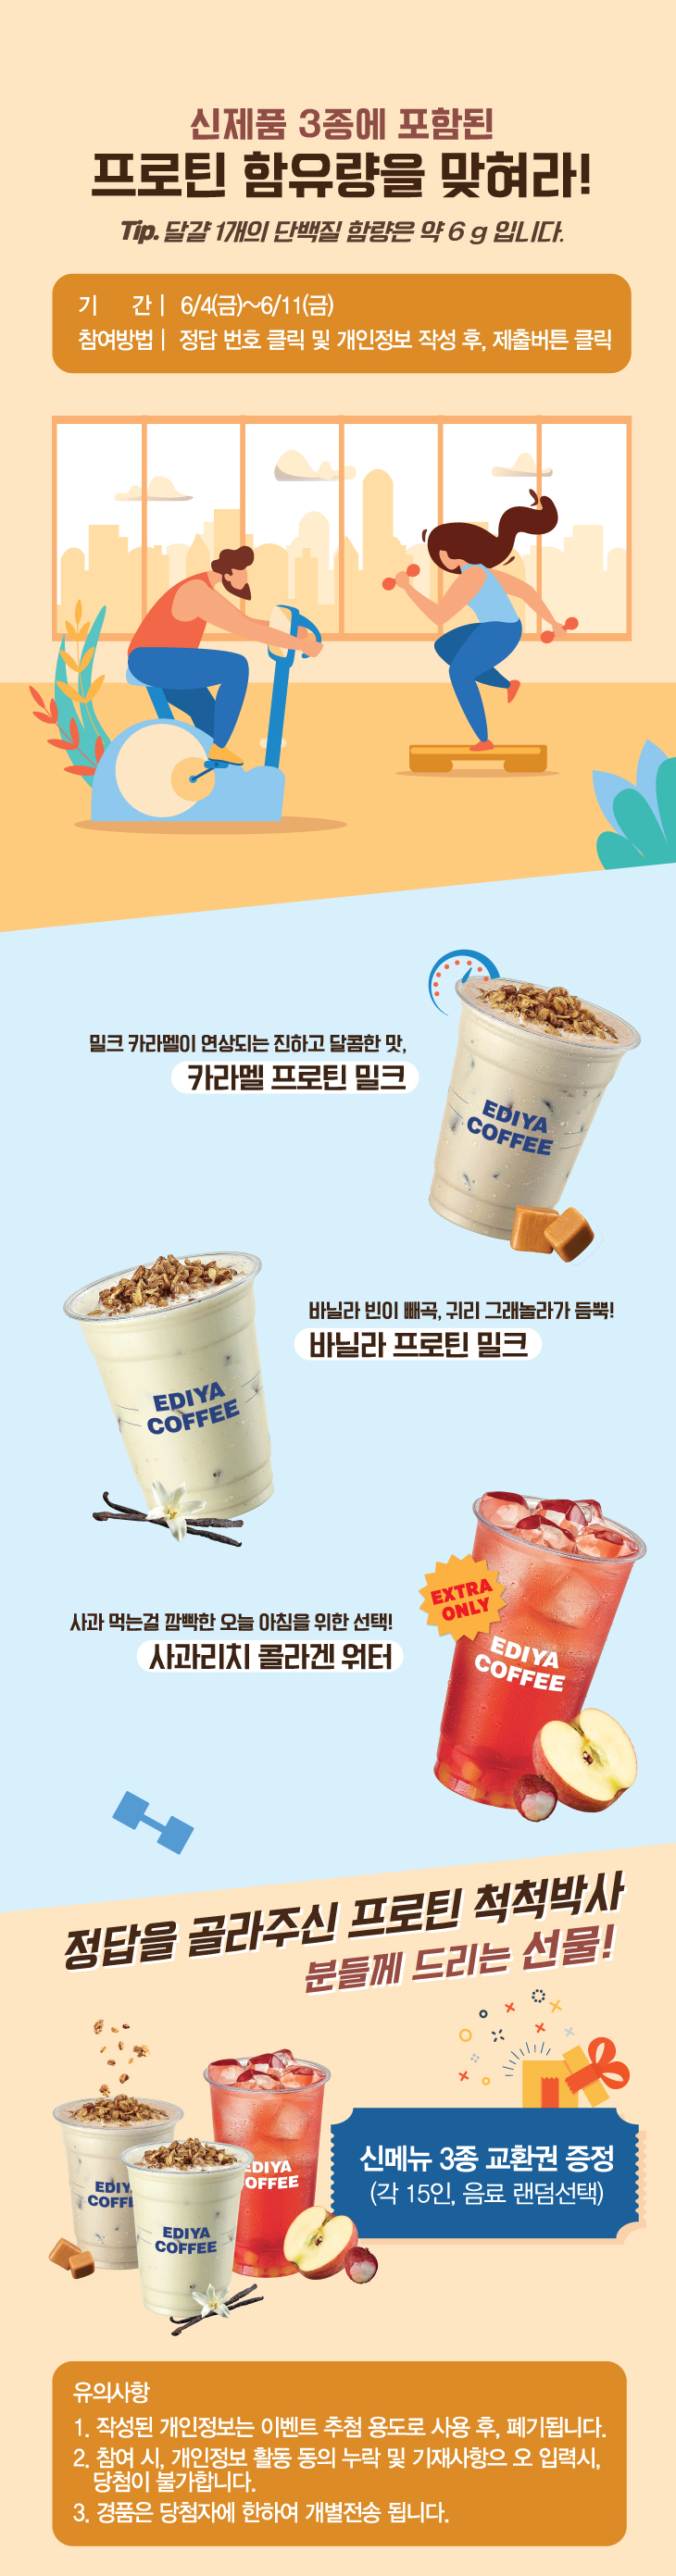 신제품 3종에 포함된
프로틴 함유량을 맞혀라!
Tip. 달걀 1개의 단백질 함량은 약 6 g 입니다.
기 간 | 6/4(금)~6/11(금)
참여방법 | 정답 번호 클릭 및 개인정보 작성 후, 제출버튼 클릭
밀크 카라멜이 연상되는 진하고 달콤한 맛,
카라멜 프로틴 밀크
EDIYA
COFFEE
바닐라 빈이 빼곡, 귀리 그래놀라가 듬뿍!
바닐라 프로틴 밀크
EDIYA
COFFEE
EXTRA
ONLY
사과 먹는걸 깜빡한 오늘 아침을 위한 선택!
사과리치 콜라겐 워터
EDIYA
COFFEE
정답을 골라주신 프로틴 척척박사
분들께 드리는 선물!
EDIY
COFFE
EDIYA
COFFEE
EDIYA
OFFEE
신메뉴 3종 교환권 증정
(각 15인, 음료 랜덤선택)
유의사항
1. 작성된 개인정보는 이벤트 추첨 용도로 사용 후, 폐기됩니다.
2. 참여 시, 개인정보 활동 동의 누락 및 기재사항으 오 입력시,
당첨이 불가합니다.
3. 경품은 당첨자에 한하여 개별전송 됩니다.